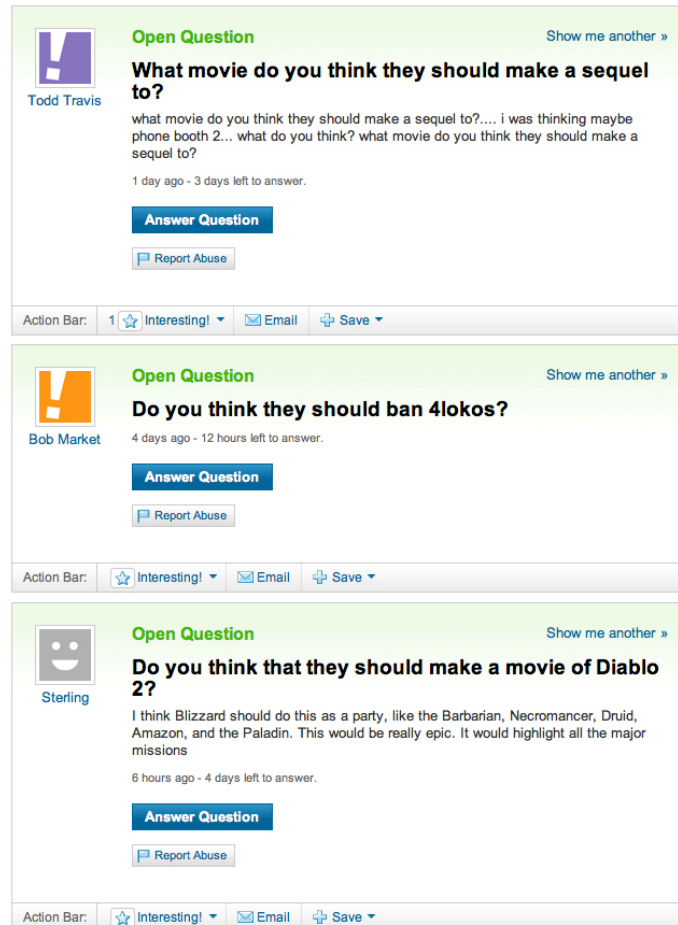 Open Question
Show me another »
What movie do you think they should make a sequel
to?
Todd Travis
what movie do you think they should make a sequel to?.... i was thinking maybe
phone booth 2... what do you think? what movie do you think they should make a
sequel to?
1 day ago - 3 days left to answer.
Answer Question
Report Abuse
Action Bar: 1 Interesting! Email Save
Open Question
Show me another »
Do you think they should ban 4lokos?
Bob Market
4 days ago - 12 hours left to answer.
Answer Question
Report Abuse
Action Bar: Interesting! Email Save
Open Question
Show me another »
Do you think that they should make a movie of Diablo
2?
Sterling
I think Blizzard should do this as a party, like the Barbarian, Necromancer, Druid,
Amazon, and the Paladin. This would be really epic. It would highlight all the major
missions
6 hours ago - 4 days left to answer.
Answer Question
Report Abuse
Action Bar: Interesting! Email Save